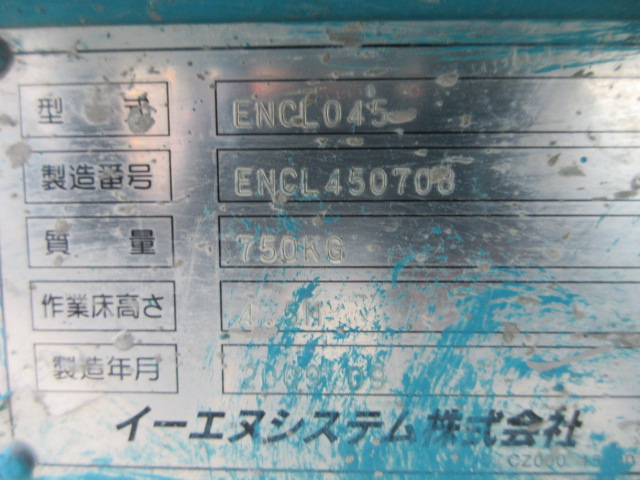 型式 ENCL045
製造番号 ENCL450708
質量 750KG
作業床高さ
製造年月
イーエヌシステム株式会社